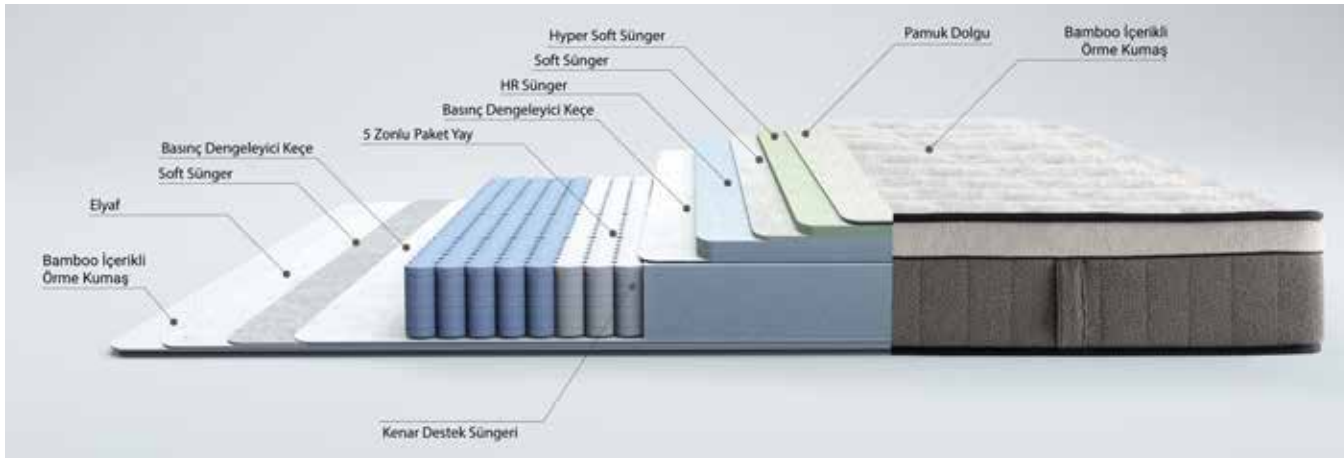 Hyper Soft Sünger
Pamuk Dolgu
Bamboo İçerikli
Örme Kumaş
Soft Sünger
HR Sünger
Basınç Dengeleyici Keçe
5 Zonlu Paket Yay
Basınç Dengeleyici Keçe
Soft Sünger
Elyaf
Bamboo İçerikli
Örme Kumaş
Kenar Destek Süngeri